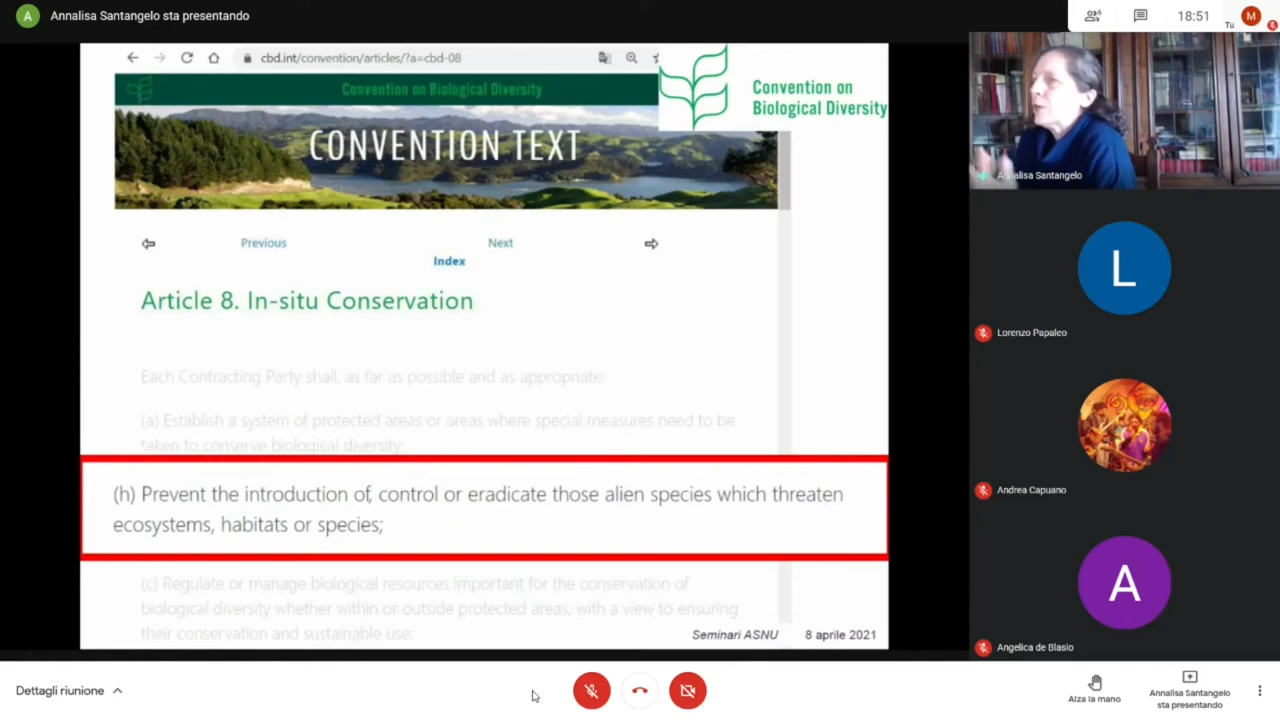 A
Annalisa Santangelo sta presentando
6
18:51
Tu
M
cbd.int/convention/articles/?a=cbd-08
Convention on Biological Diversity
Convention on
Biological Diversity
CONVENTION TEXT
Previous
Next
Index
Article 8. In-situ Conservation
Each Contracting Party shall, as far as possible and as appropriate:
(a) Establish a system of protected areas or areas where special measures need to be
taken to conserve biological diversity;
(h) Prevent the introduction of, control or eradicate those alien species which threaten
ecosystems, habitats or species;
(c) Regulate or manage biological resources important for the conservation of
biological diversity whether within or outside protected areas, with a view to ensuring
their conservation and sustainable use;
Seminari ASNU
8 aprile 2021
Annalisa Santangelo
L
Lorenzo Papaleo
Andrea Capuano
A
Angelica de Blasio
Dettagli riunione
Alza la mano
Annalisa Santangelo
sta presentando